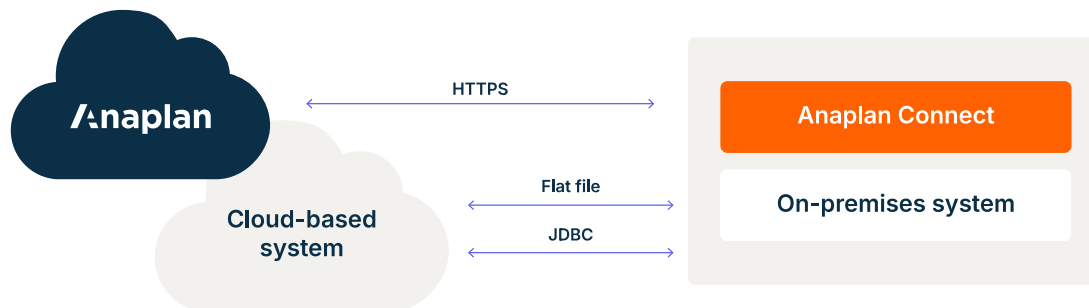 Anaplan
HTTPS
Anaplan Connect
Flat file
On-premises system
Cloud-based
system
JDBC